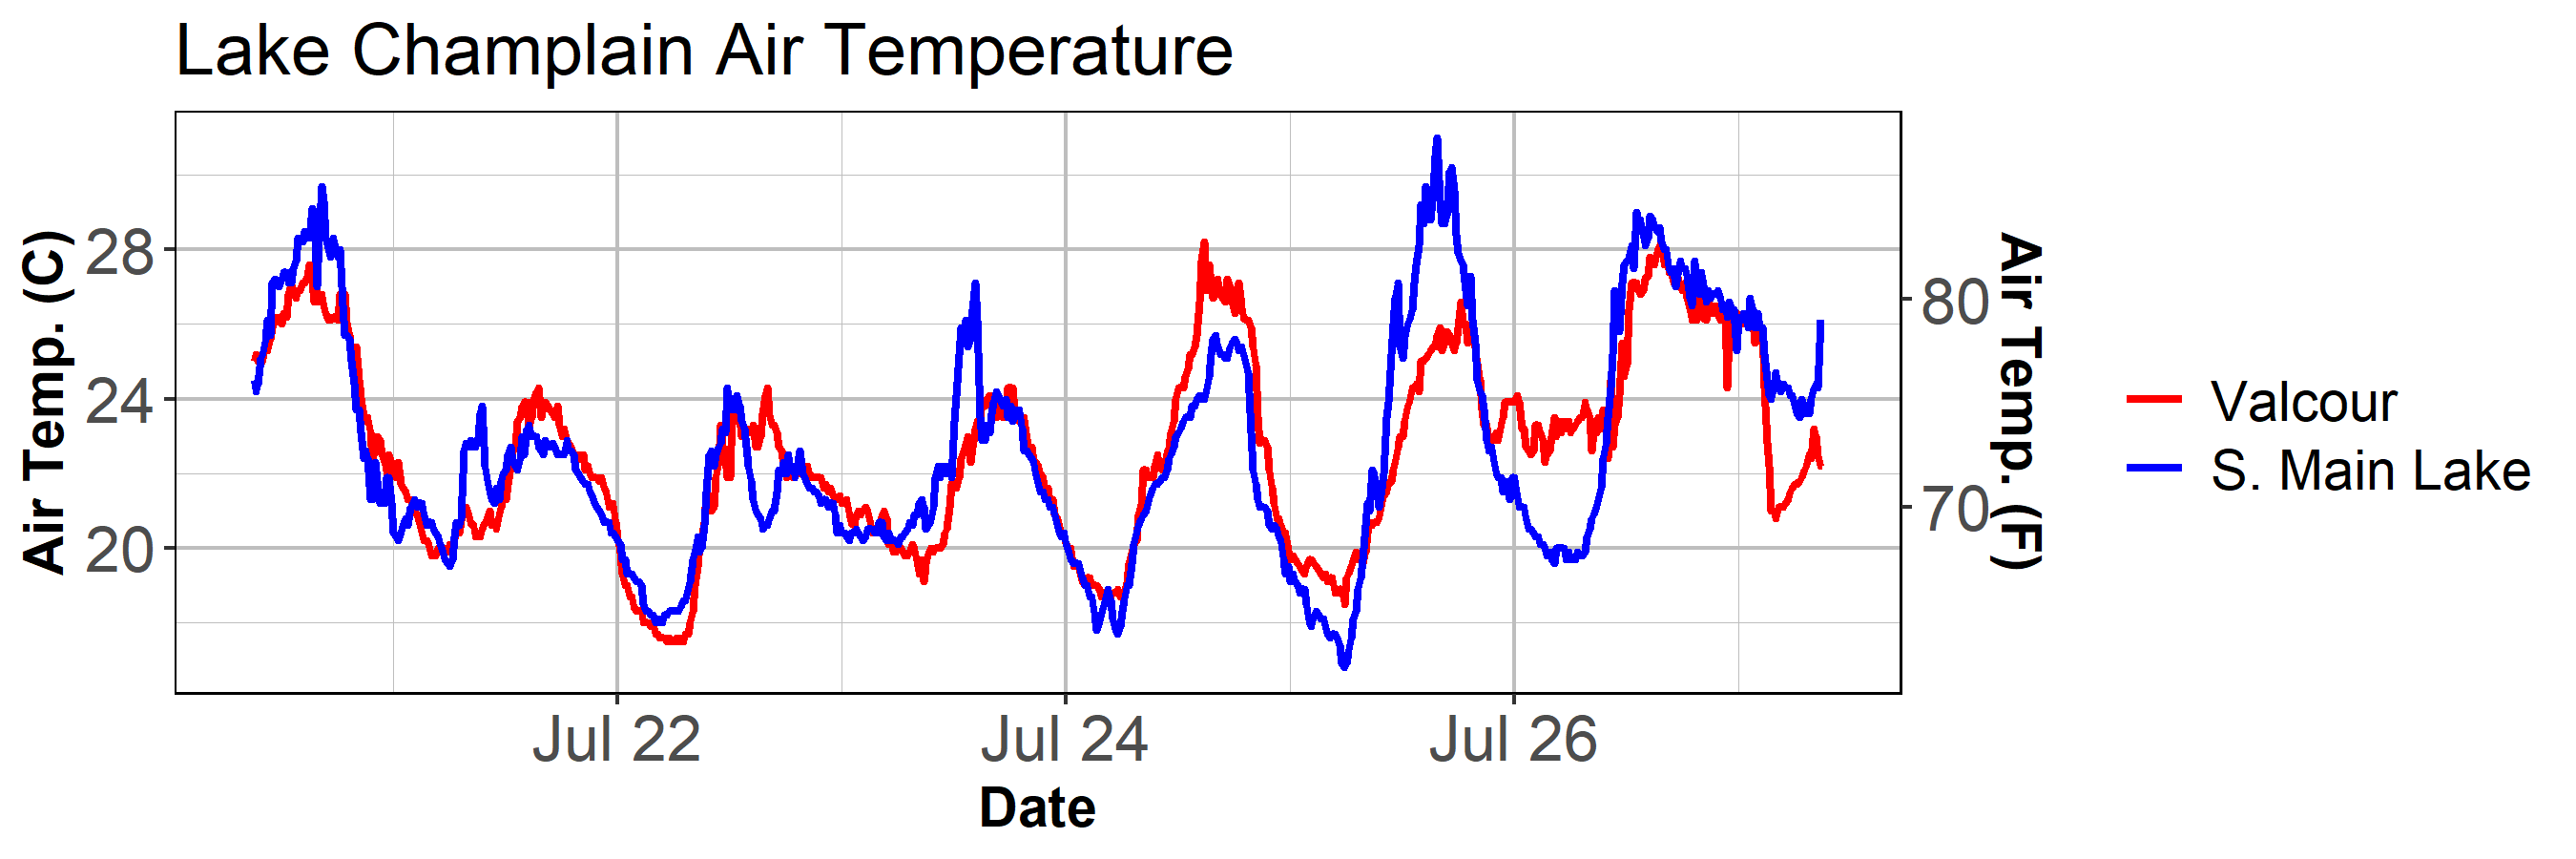 Lake Champlain Air Temperature
Air Temp. (C)
28
24
20
80
70
Air Temp. (F)
Jul 22
Jul 24
Jul 26
Date
Valcour
S. Main Lake